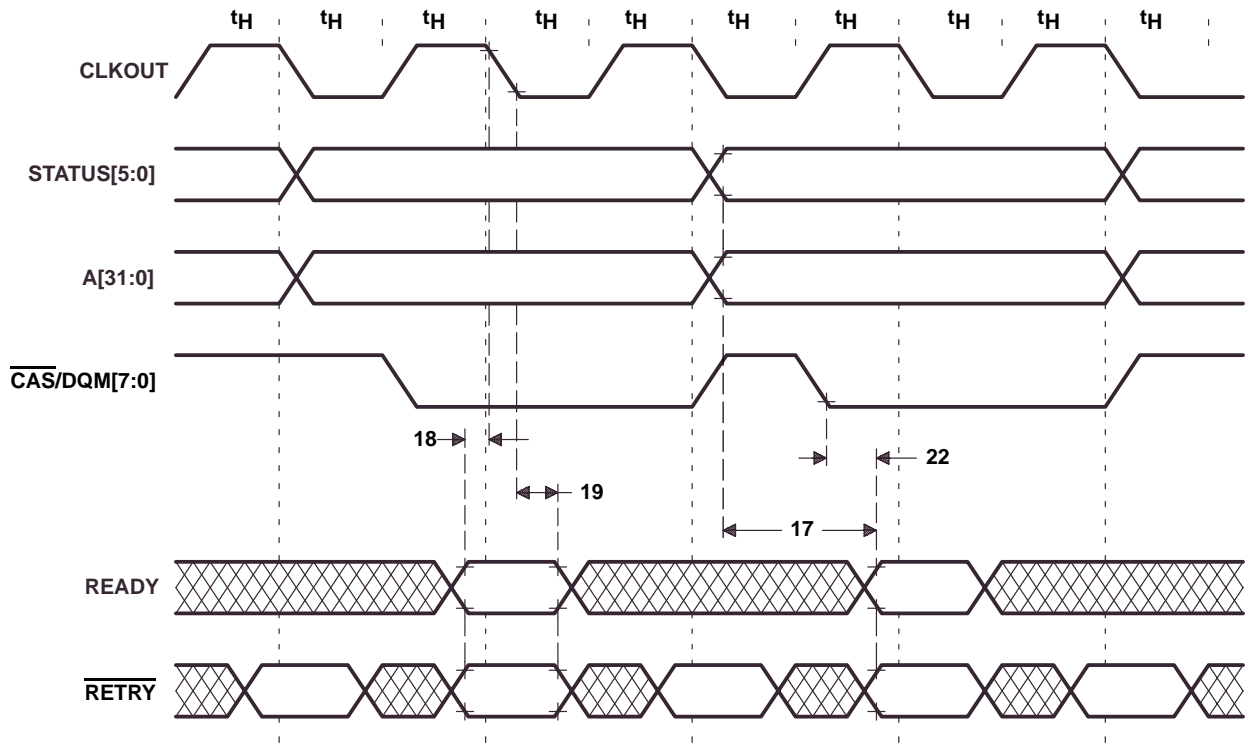 tH tH tH tH tH tH tH tH tH tH
CLKOUT
STATUS[5:0]
A[31:0]
CAS/DQM[7:0]
18
22
19
17
READY
RETRY